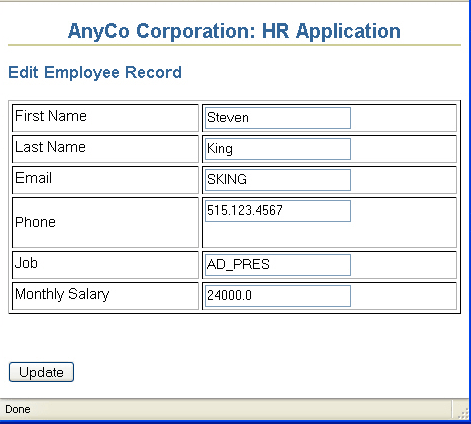 AnyCo Corporation: HR Application
Edit Employee Record
First Name Steven
Last Name King
Email SKING
Phone 515.123.4567
Job AD_PRES
Monthly Salary 24000.0
Update
Done